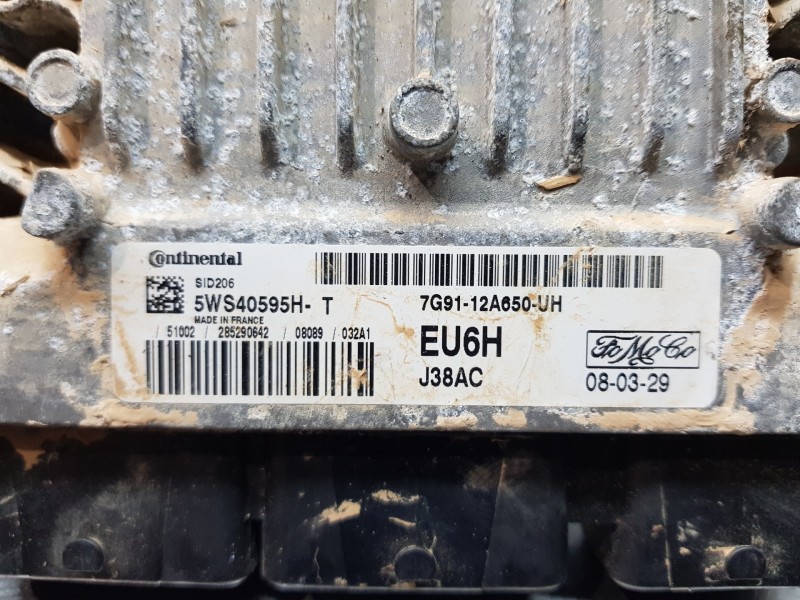 Continental
SID206
5WS40595H- T
MADE IN FRANCE
/ 51002 / 285290642 / 08089 / 032A1
7G91-12A650-UH
EU6H
J38AC
FoMoCo
08-03-29